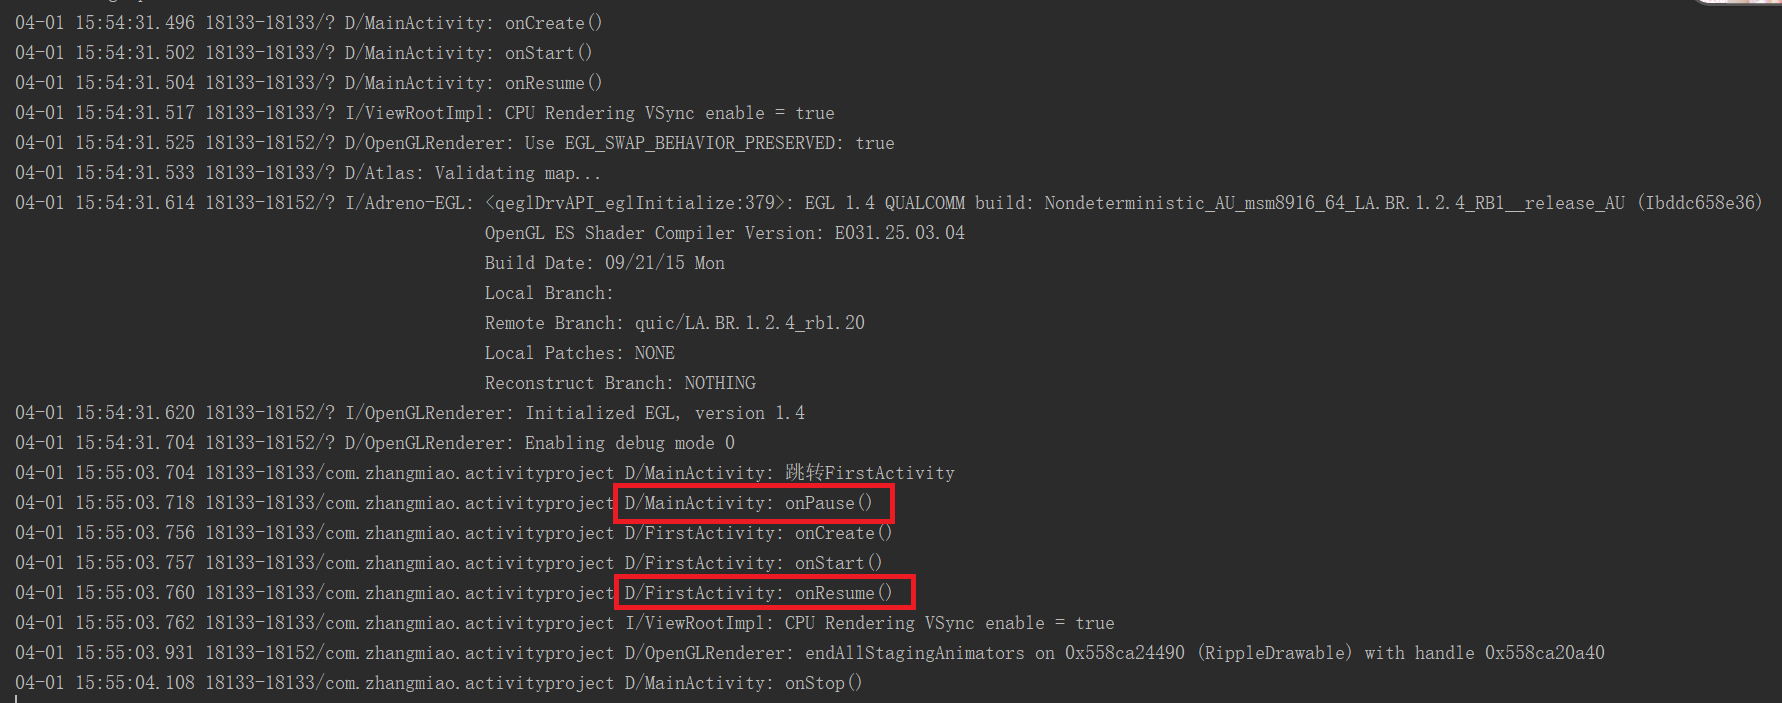 04-01 15:54:31.496 18133-18133/? D/MainActivity: onCreate()
04-01 15:54:31.502 18133-18133/? D/MainActivity: onStart()
04-01 15:54:31.504 18133-18133/? D/MainActivity: onResume()
04-01 15:54:31.517 18133-18133/? I/ViewRootImpl: CPU Rendering VSync enable = true
04-01 15:54:31.525 18133-18152/? D/OpenGLRenderer: Use EGL_SWAP_BEHAVIOR_PRESERVED: true
04-01 15:54:31.533 18133-18133/? D/Atlas: Validating map...
04-01 15:54:31.614 18133-18152/? I/Adreno-EGL: <qeglDrvAPI_eglInitialize:379>: EGL 1.4 QUALCOMM build: Nondeterministic_AU_msm8916_64_LA.BR.1.2.4_RB1__release_AU (Ibddc658e36)
OpenGL ES Shader Compiler Version: E031.25.03.04
Build Date: 09/21/15 Mon
Local Branch:
Remote Branch: quic/LA.BR.1.2.4_rb1.20
Local Patches: NONE
Reconstruct Branch: NOTHING
04-01 15:54:31.620 18133-18152/? I/OpenGLRenderer: Initialized EGL, version 1.4
04-01 15:54:31.704 18133-18152/? D/OpenGLRenderer: Enabling debug mode 0
04-01 15:55:03.704 18133-18133/com.zhangmiao.activityproject D/MainActivity: 跳转FirstActivity
04-01 15:55:03.718 18133-18133/com.zhangmiao.activityproject D/MainActivity: onPause()
04-01 15:55:03.756 18133-18133/com.zhangmiao.activityproject D/FirstActivity: onCreate()
04-01 15:55:03.757 18133-18133/com.zhangmiao.activityproject D/FirstActivity: onStart()
04-01 15:55:03.760 18133-18133/com.zhangmiao.activityproject D/FirstActivity: onResume()
04-01 15:55:03.762 18133-18133/com.zhangmiao.activityproject I/ViewRootImpl: CPU Rendering VSync enable = true
04-01 15:55:03.931 18133-18152/com.zhangmiao.activityproject D/OpenGLRenderer: endAllStagingAnimators on 0x558ca24490 (RippleDrawable) with handle 0x558ca20a40
04-01 15:55:04.108 18133-18133/com.zhangmiao.activityproject D/MainActivity: onStop()